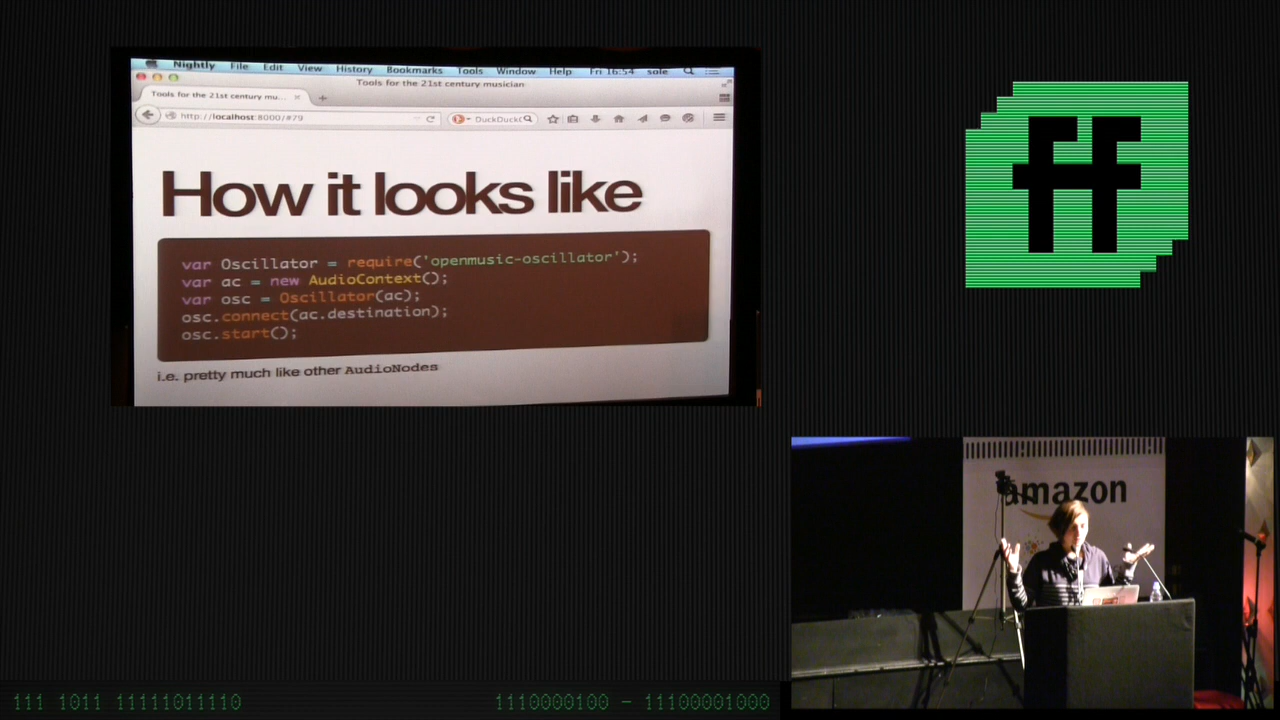 Nightly File Edit View History Bookmarks Tools Window Help Fri 16:54 sole
Tools for the 21st century musician
Tools for the 21st century mu...
http://localhost:8000/#79
DuckDuckG
How it looks like
var Oscillator = require('openmusic-oscillator');
var ac = new AudioContext();
var osc = Oscillator(ac);
osc.connect(ac.destination);
osc.start();
i.e. pretty much like other AudioNodes
ff
amazon
111 1011 11111011110
1110000100 - 11100001000